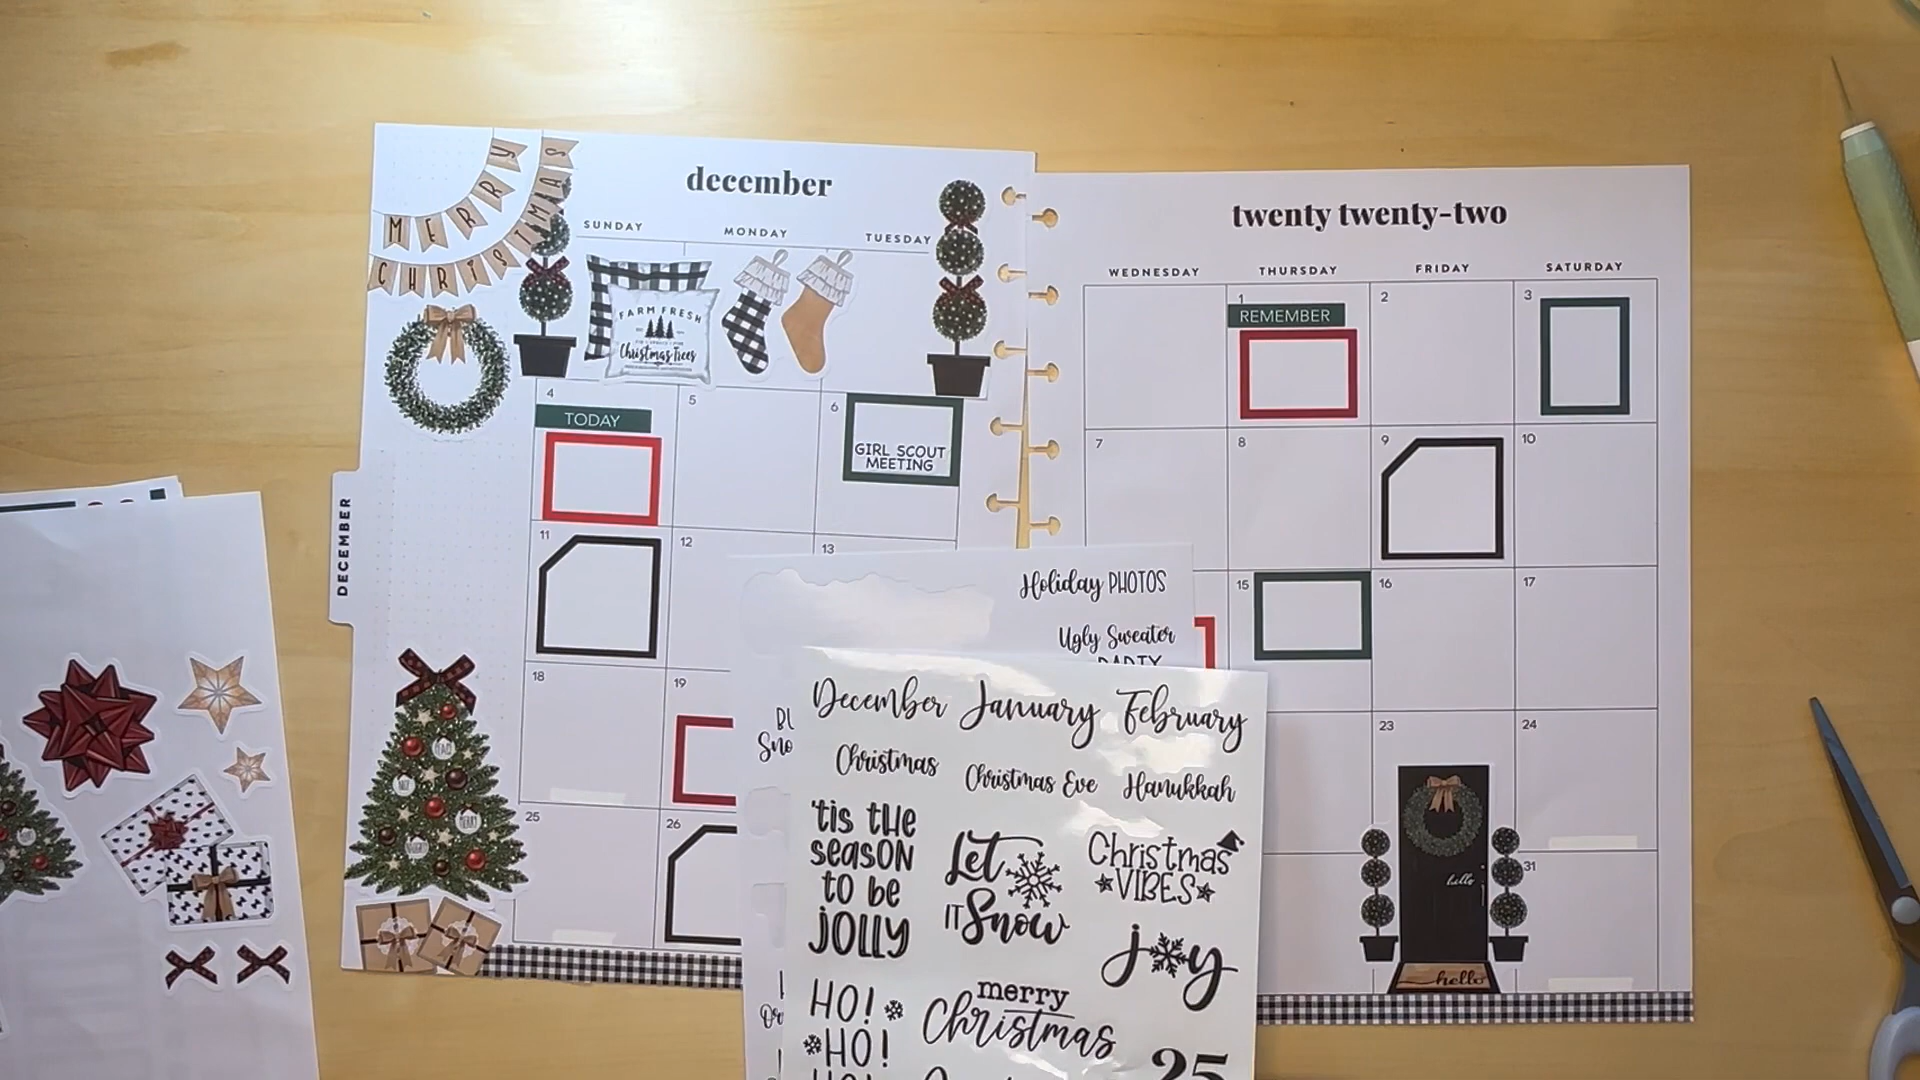 MERRY
CHRISTMAS
december
SUNDAY
MONDAY
TUESDAY
FARM FRESH
Christmas Trees
4
TODAY
5
6
GIRL SCOUT
MEETING
DECEMBER
11
12
13
18
19
25
26
twenty twenty-two
WEDNESDAY
THURSDAY
FRIDAY
SATURDAY
1
REMEMBER
2
3
7
8
9
10
15
16
17
23
24
31
hello
hello
Holiday PHOTOS
Ugly Sweater
PARTY
December January February
Christmas
Christmas Eve
Hanukkah
'tis the
season
to be
jolly
Let
IT Snow
Christmas
VIBES
joy
HO!
HO!
merry
Christmas
25